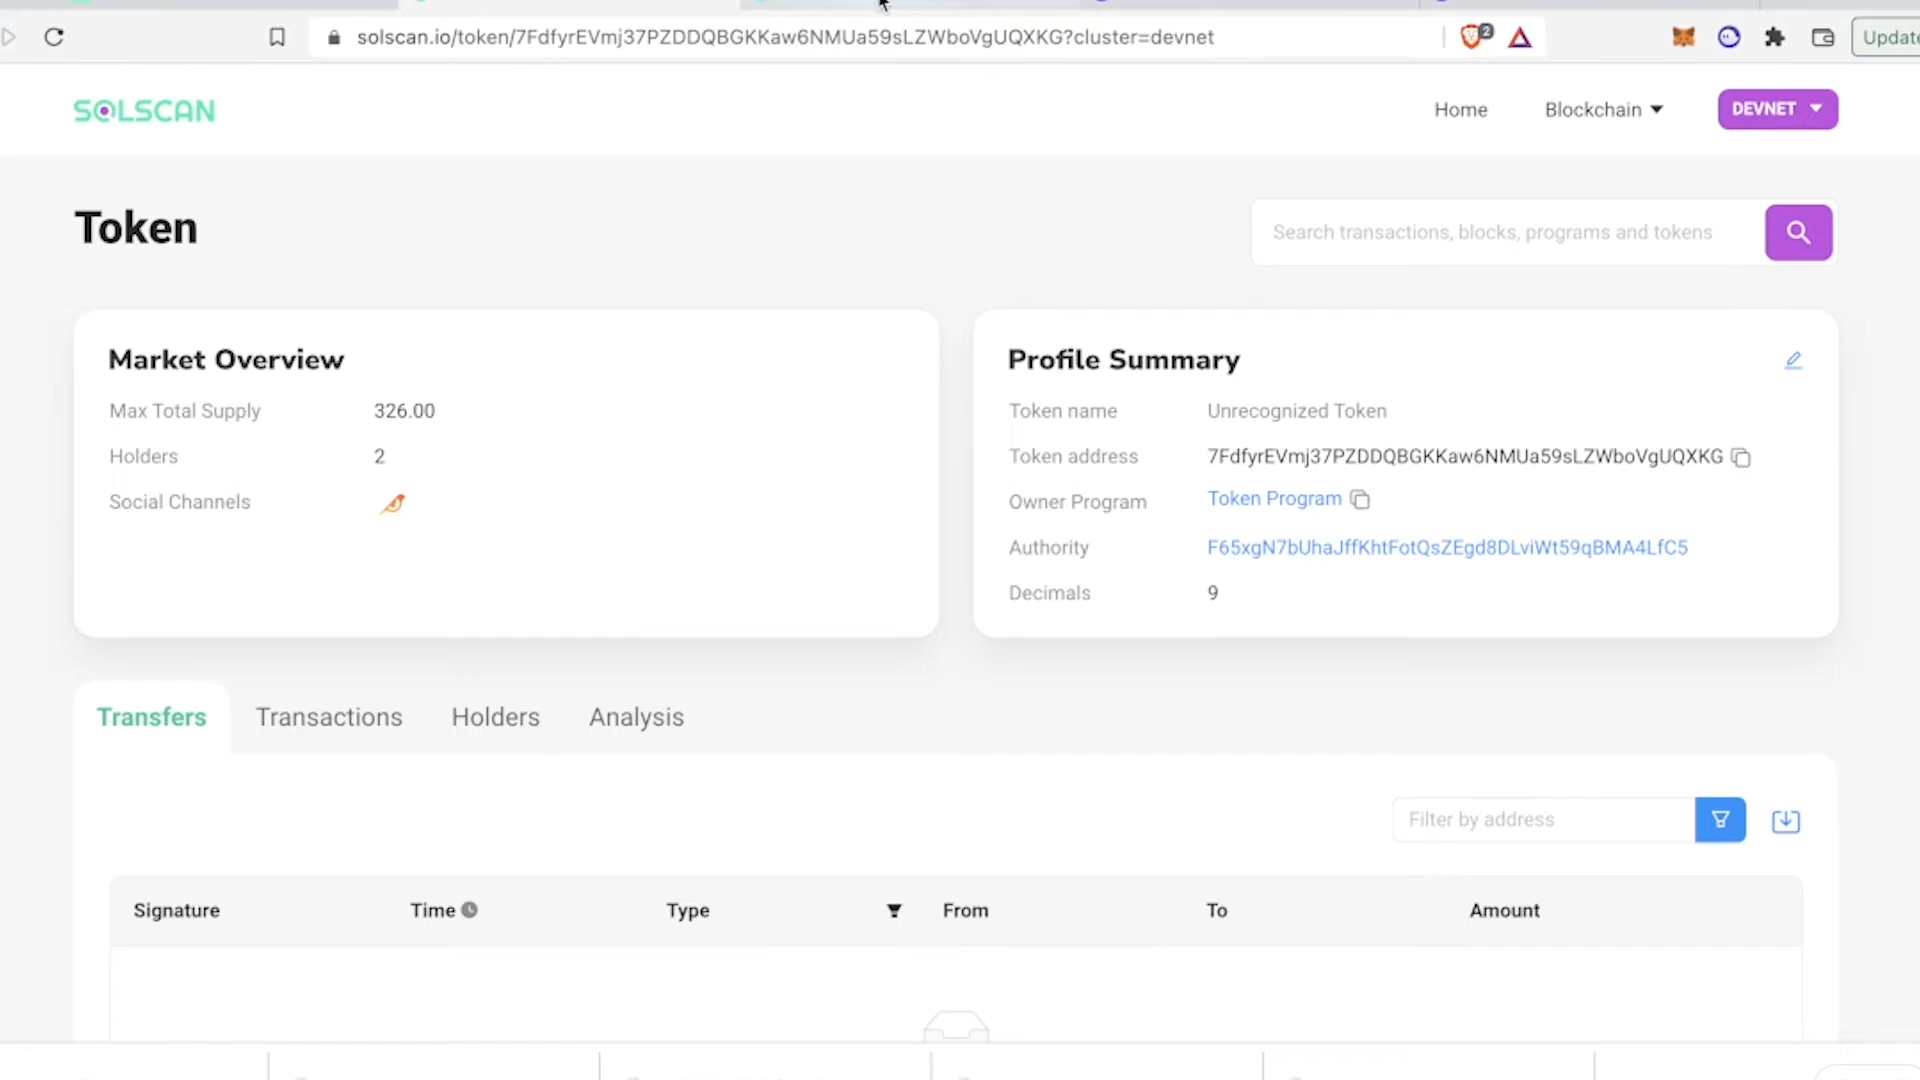 solscan.io/token/7FdfyrEVmj37PZDDQBGKKaw6NMUa59sLZWboVgUQXKG?cluster=devnet
2
Update
SOLSCAN
Home
Blockchain
DEVNET
Token
Search transactions, blocks, programs and tokens
Market Overview
Max Total Supply 326.00
Holders 2
Social Channels
Profile Summary
Token name Unrecognized Token
Token address 7FdfyrEVmj37PZDDQBGKKaw6NMUa59sLZWboVgUQXKG
Owner Program Token Program
Authority F65xgN7bUhaJffKhtFotQsZEgd8DLviWt59qBMA4LfC5
Decimals 9
Transfers Transactions Holders Analysis
Filter by address
Signature Time Type From To Amount